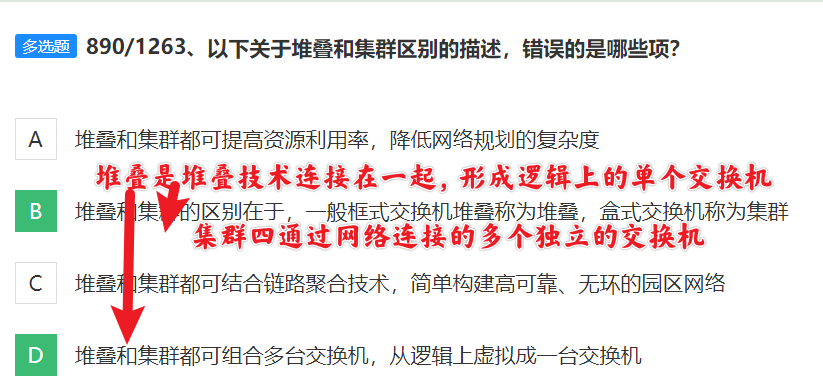 多选题 890/1263、以下关于堆叠和集群区别的描述，错误的是哪些项？
A 堆叠和集群都可提高资源利用率，降低网络规划的复杂度
堆叠是堆叠技术连接在一起，形成逻辑上的单个交换机
B 堆叠和集群的区别在于，一般框式交换机堆叠称为堆叠，盒式交换机称为集群
集群四通过网络连接的多个独立的交换机
C 堆叠和集群都可结合链路聚合技术，简单构建高可靠、无环的园区网络
D 堆叠和集群都可组合多台交换机，从逻辑上虚拟成一台交换机